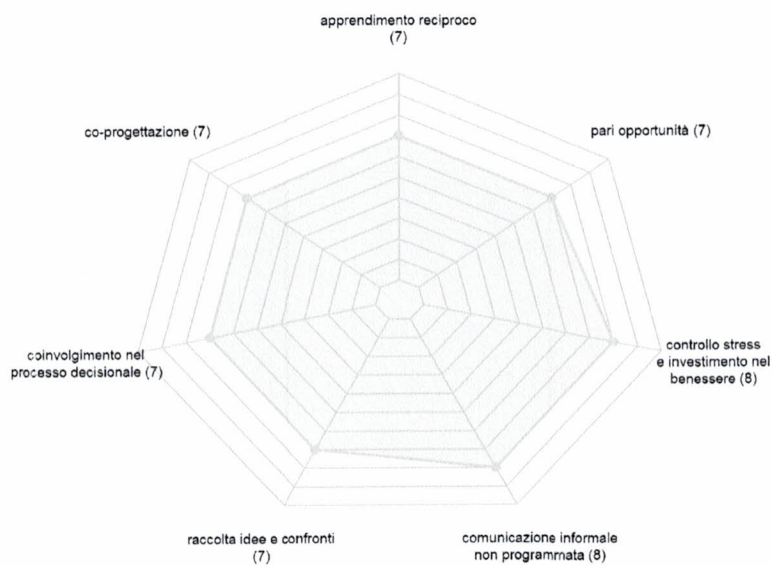 apprendimento reciproco
(7)
co-progettazione (7)
pari opportunità (7)
coinvolgimento nel
processo decisionale (7)
controllo stress
e investimento nel
benessere (8)
raccolta idee e confronti
(7)
comunicazione informale
non programmata (8)